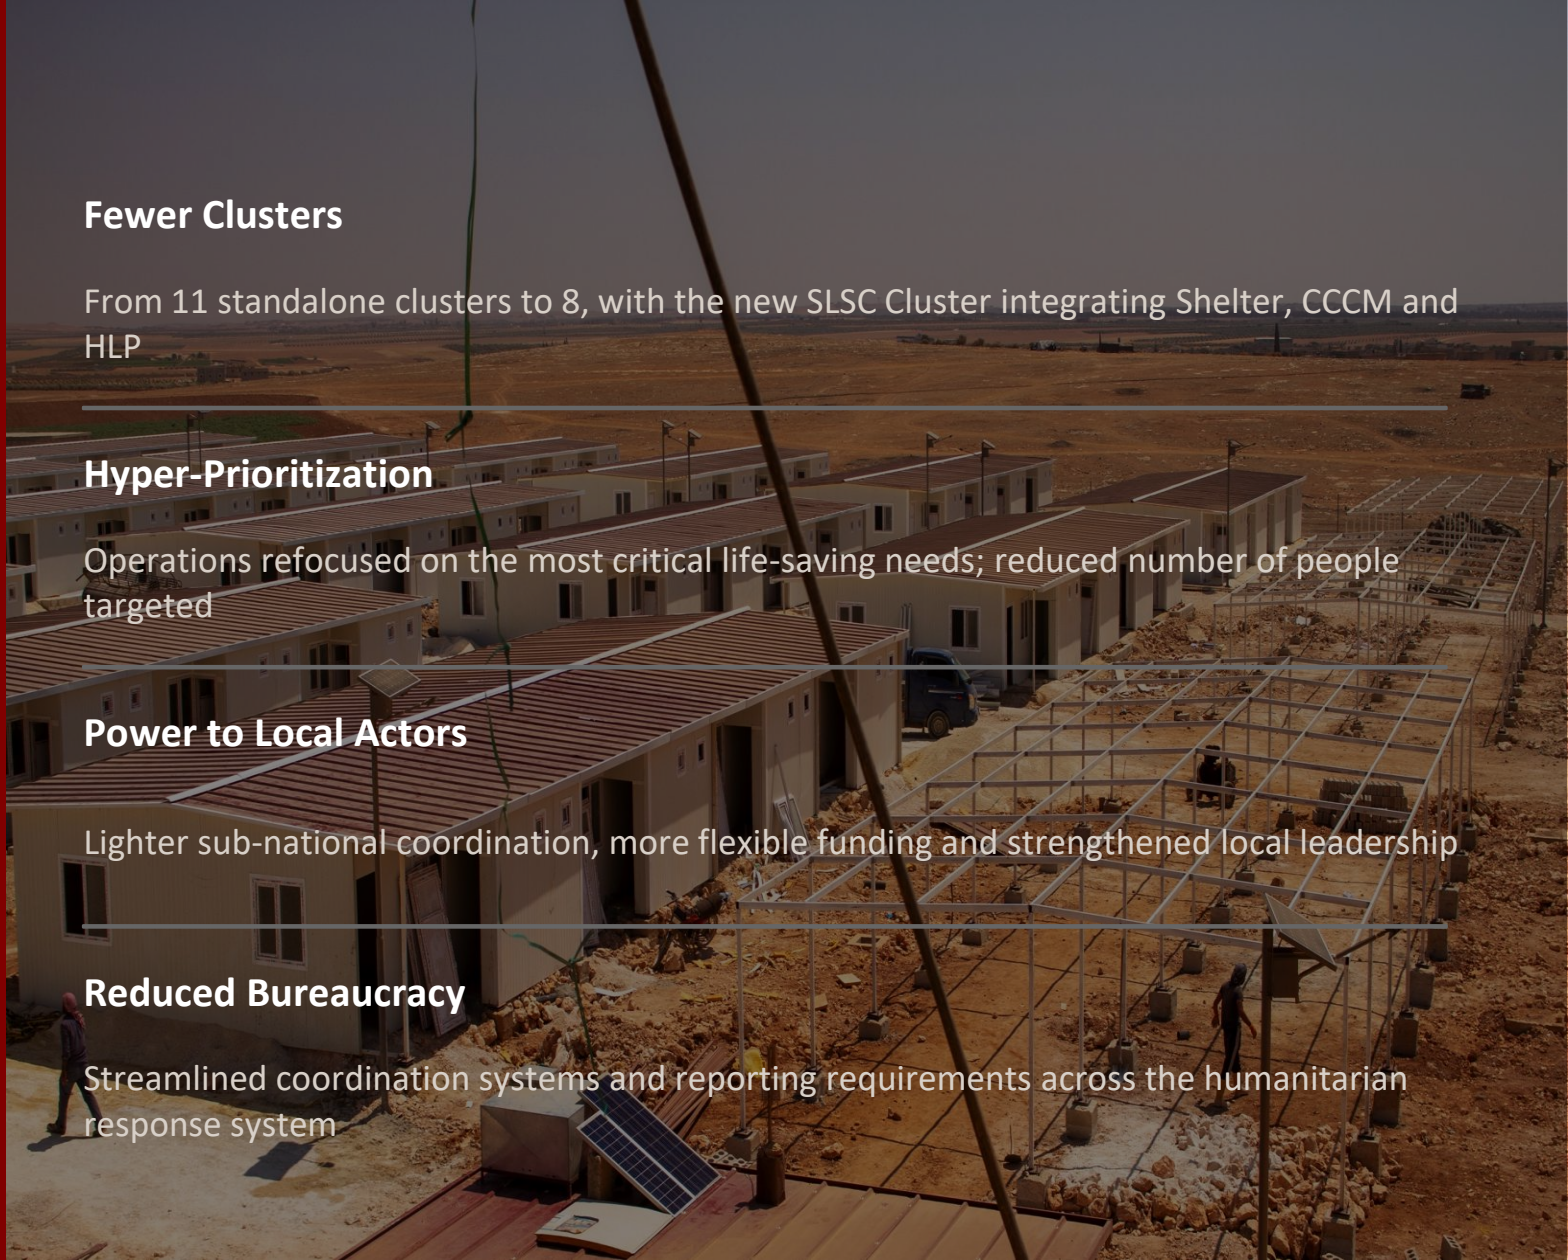 Fewer Clusters
From 11 standalone clusters to 8, with the new SLSC Cluster integrating Shelter, CCCM and
HLP
Hyper-Prioritization
Operations refocused on the most critical life-saving needs; reduced number of people
targeted
Power to Local Actors
Lighter sub-national coordination, more flexible funding and strengthened local leadership
Reduced Bureaucracy
Streamlined coordination systems and reporting requirements across the humanitarian
response system